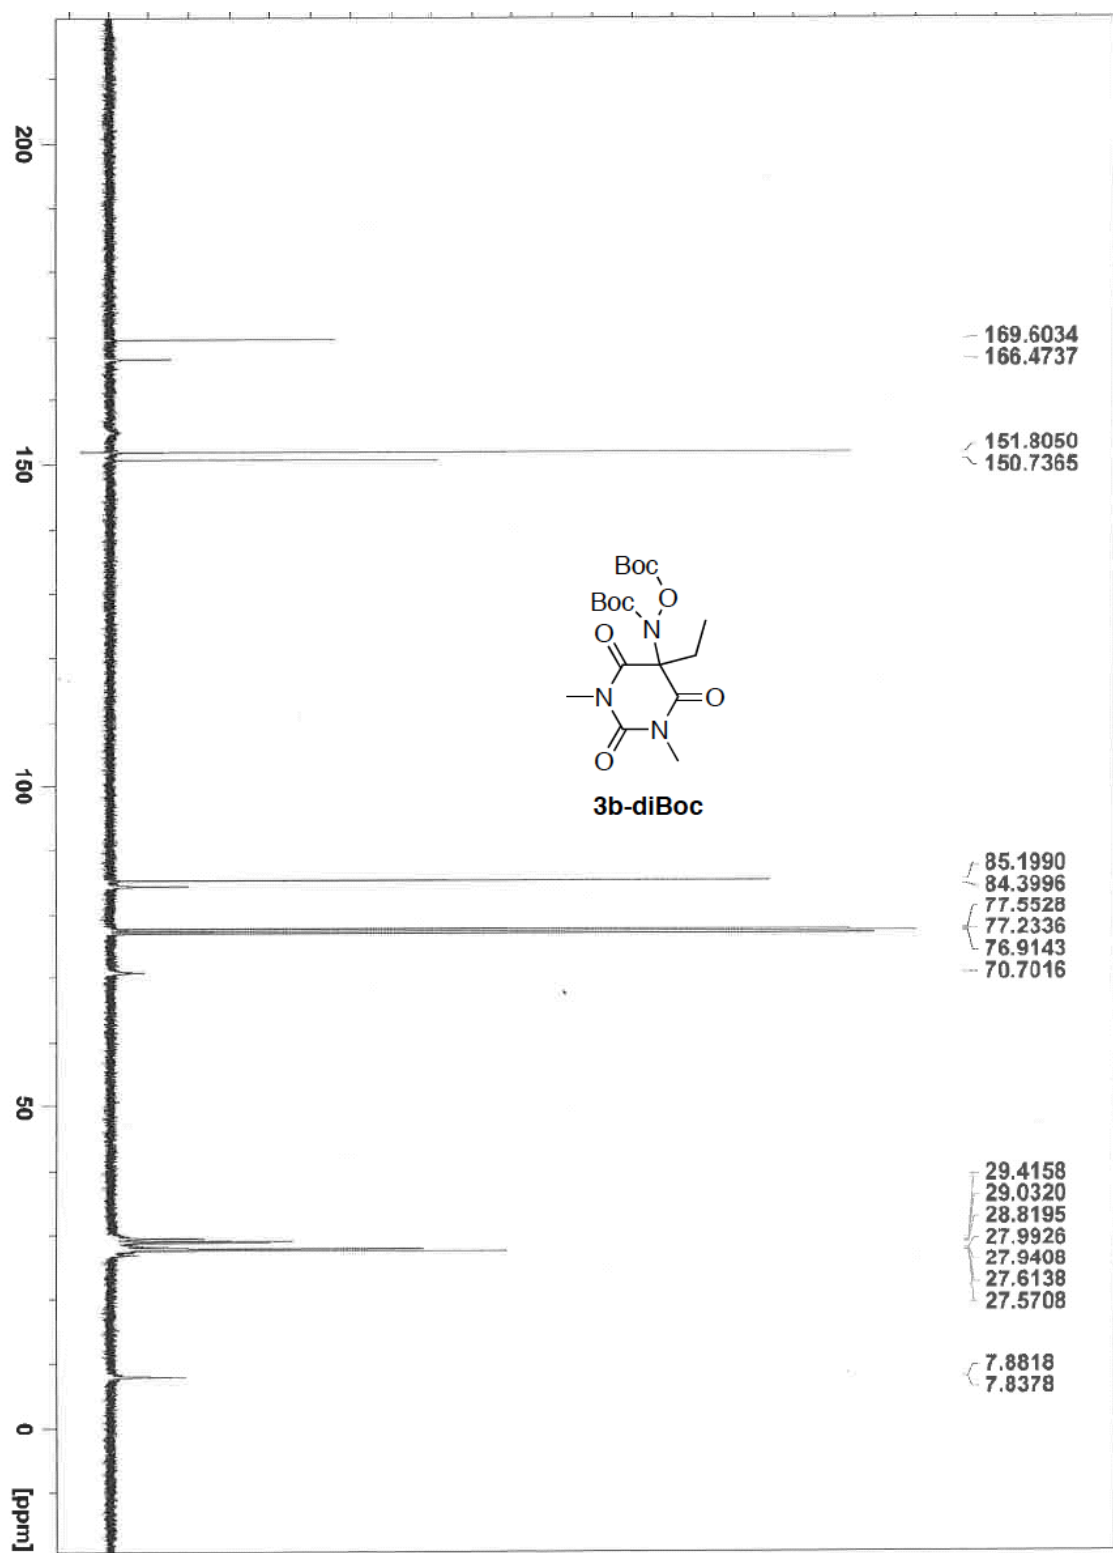 200
150
100
50
0
[ppm]
169.6034
166.4737
151.8050
150.7365
Boc
O
Boc
N
O
N
O
N
O
3b-diBoc
85.1990
84.3996
77.5528
77.2336
76.9143
70.7016
29.4158
29.0320
28.8195
27.9926
27.9408
27.6138
27.5708
7.8818
7.8378